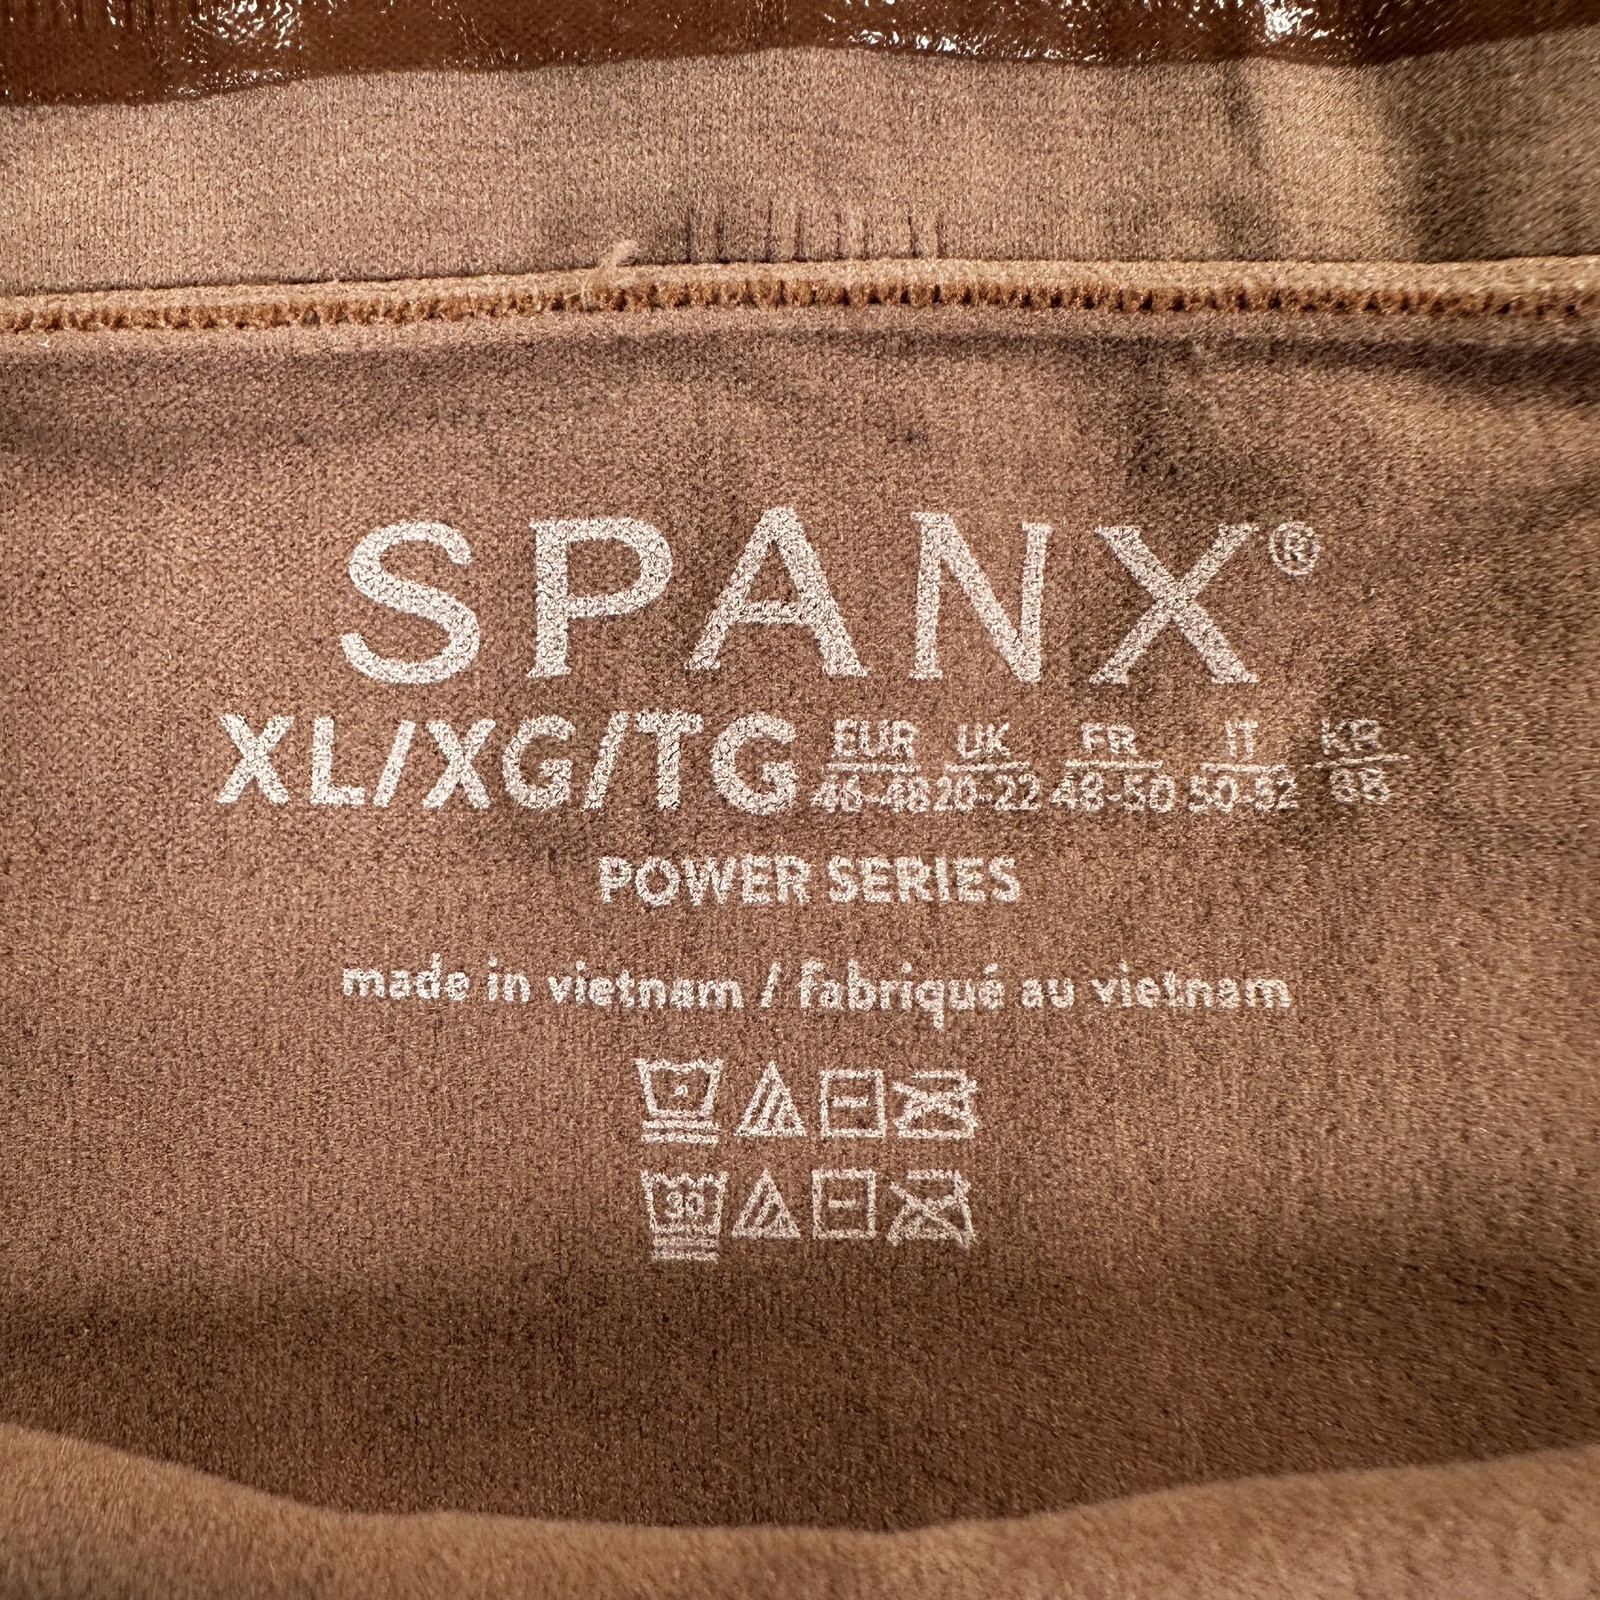 SPANX®
XL/XG/TG EUR 46-48 UK 20-22 FR 48-50 IT 50-52 KR 88
POWER SERIES
made in vietnam / fabriqué au vietnam
30